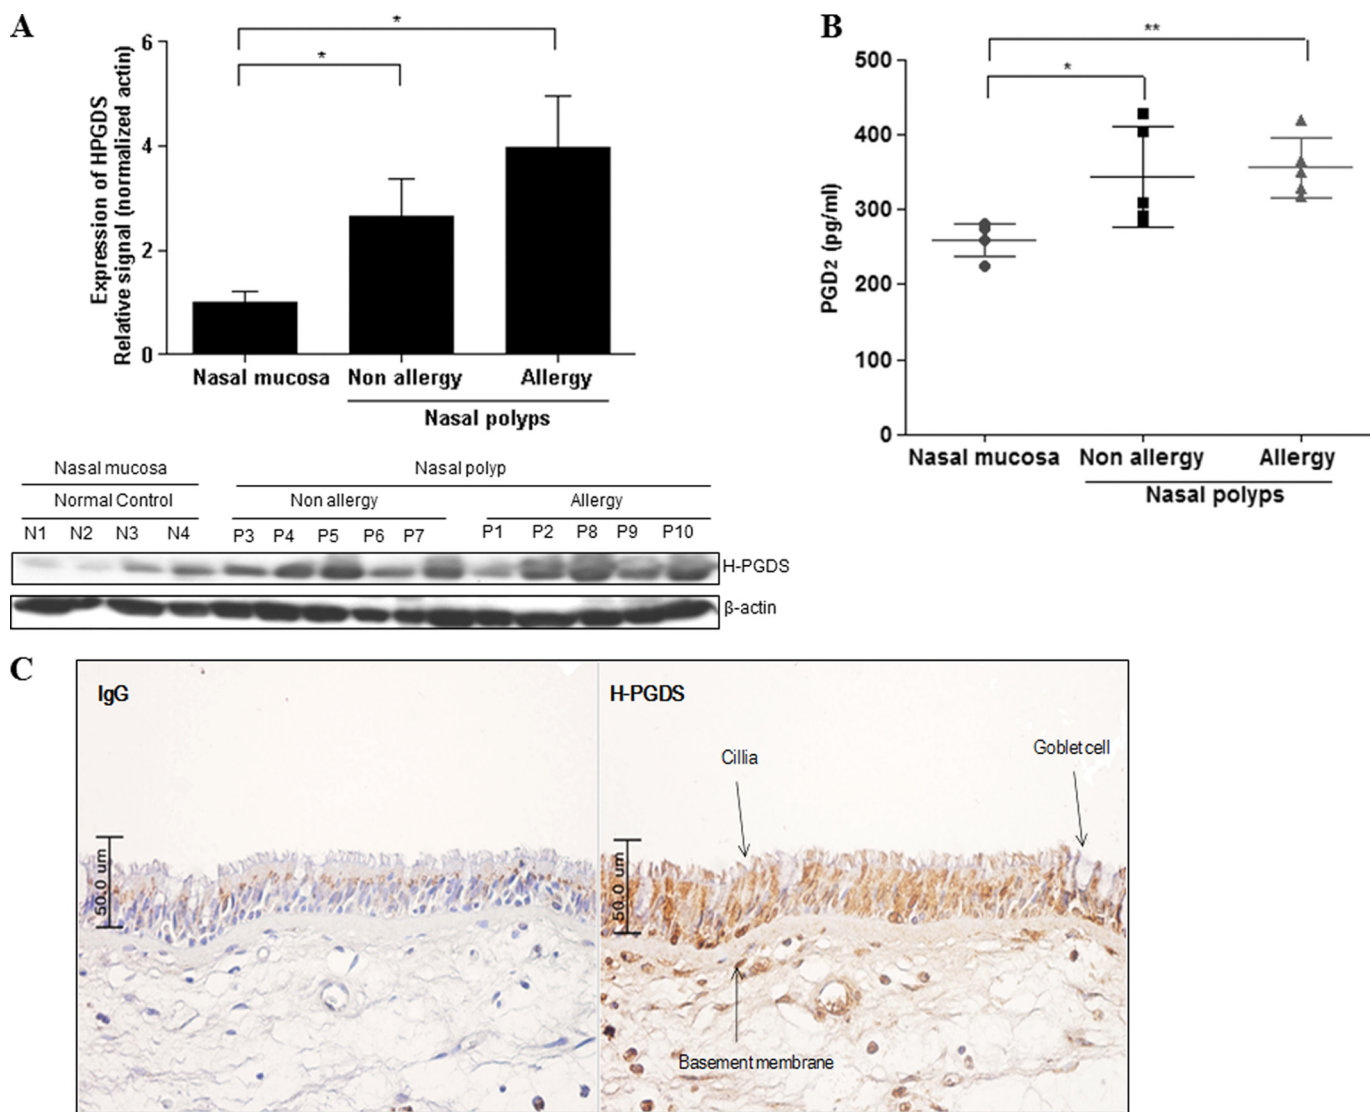 A
Expression of HPGDS
Relative signal (normalized actin)
6
4
2
0
*
*
Nasal mucosa
Non allergy
Allergy
Nasal polyps
Nasal mucosa
Nasal polyp
Normal Control
Non allergy
Allergy
N1 N2 N3 N4 P3 P4 P5 P6 P7 P1 P2 P8 P9 P10
H-PGDS
β-actin
B
PGD2 (pg/ml)
500
400
300
200
100
0
*
**
Nasal mucosa
Non allergy
Allergy
Nasal polyps
C
IgG
50.0 um
H-PGDS
50.0 um
Cillia
Goblet cell
Basement membrane